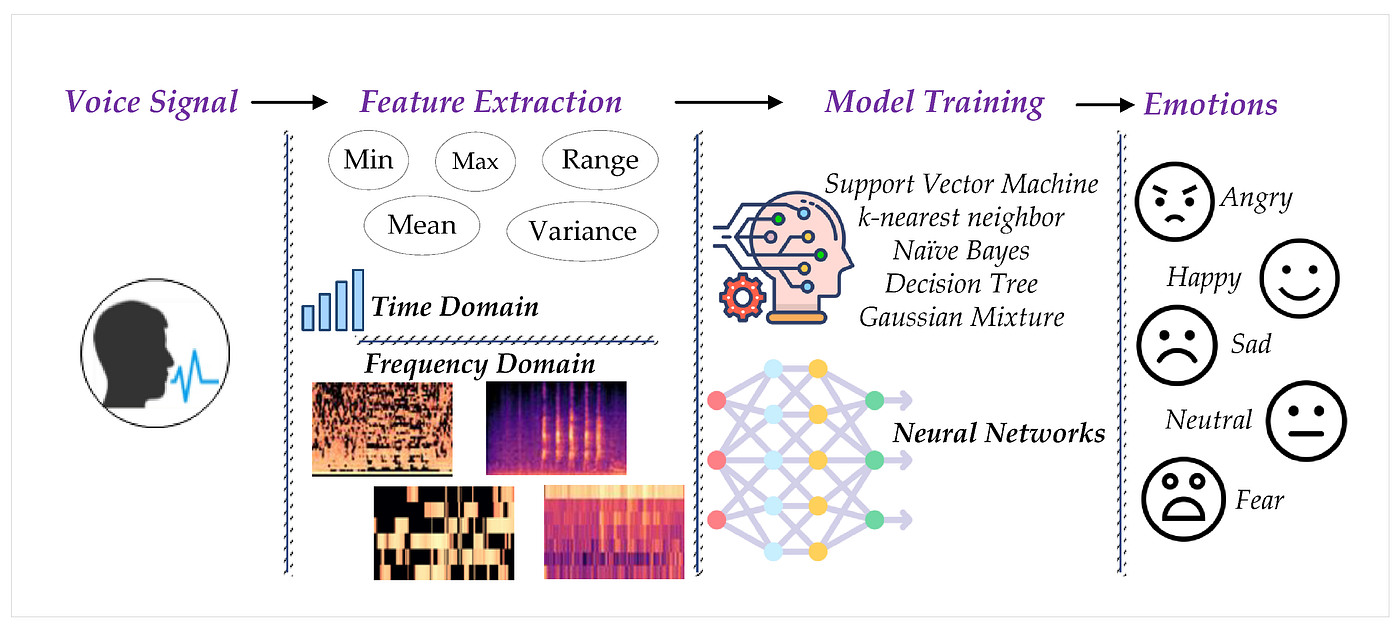 Voice Signal
Feature Extraction
Model Training
Emotions
Min
Max
Range
Mean
Variance
Time Domain
Frequency Domain
Support Vector Machine
k-nearest neighbor
Naïve Bayes
Decision Tree
Gaussian Mixture
Neural Networks
Angry
Happy
Sad
Neutral
Fear